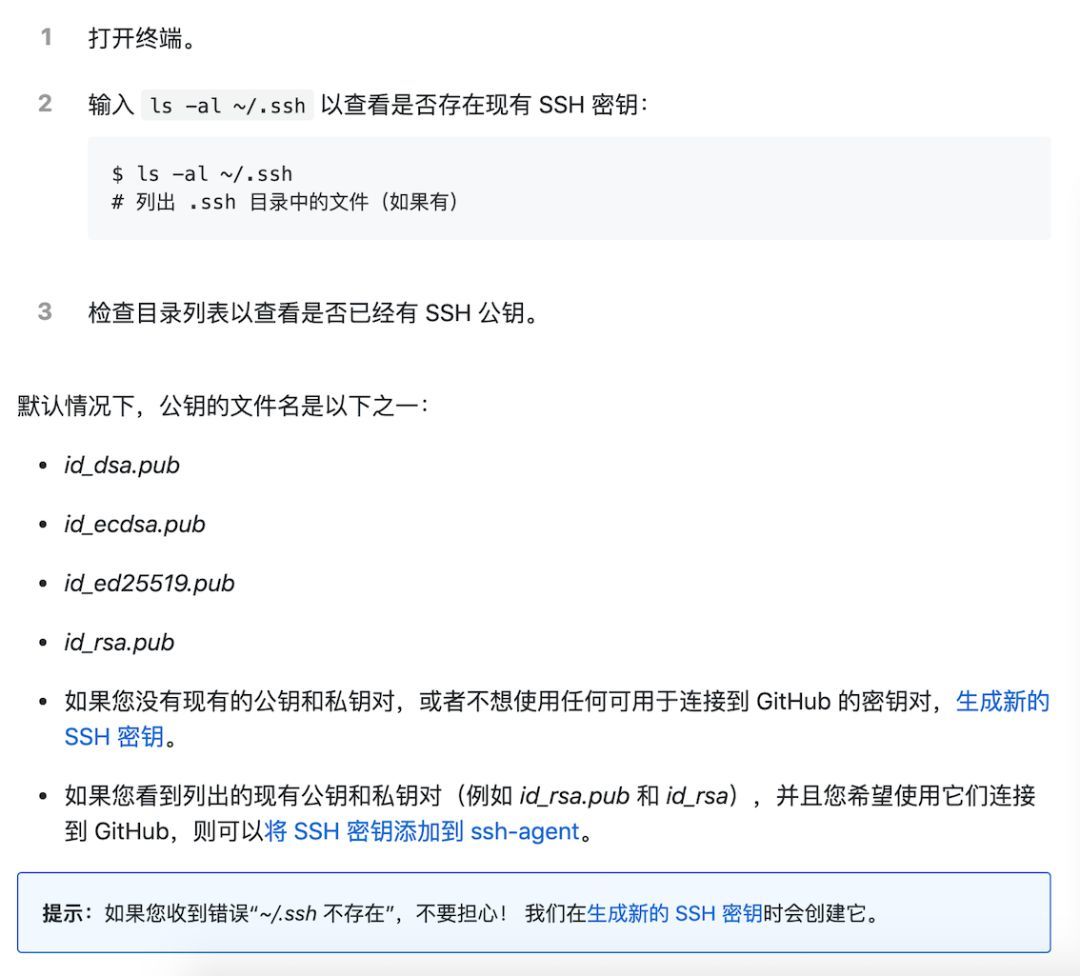 1 打开终端。
2 输入 ls -al ~/.ssh 以查看是否存在现有 SSH 密钥：
$ ls -al ~/.ssh
# 列出 .ssh 目录中的文件（如果有）
3 检查目录列表以查看是否已经有 SSH 公钥。
默认情况下，公钥的文件名是以下之一：
• id_dsa.pub
• id_ecdsa.pub
• id_ed25519.pub
• id_rsa.pub
• 如果您没有现有的公钥和私钥对，或者不想使用任何可用于连接到 GitHub 的密钥对，生成新的
SSH 密钥。
• 如果您看到列出的现有公钥和私钥对（例如 id_rsa.pub 和 id_rsa），并且您希望使用它们连接
到 GitHub，则可以将 SSH 密钥添加到 ssh-agent。
提示：如果您收到错误“~/.ssh 不存在”，不要担心！ 我们在生成新的 SSH 密钥时会创建它。